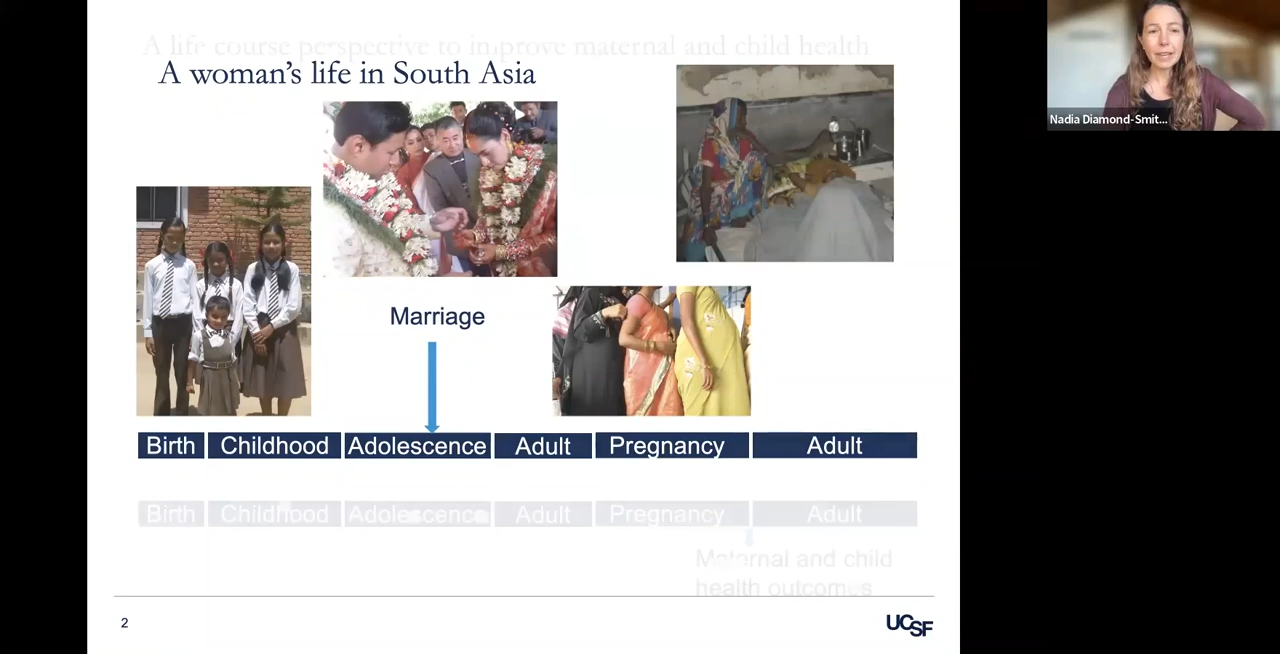 A life course perspective to improve maternal and child health
A woman's life in South Asia
Nadia Diamond-Smit...
Marriage
Birth Childhood Adolescence Adult Pregnancy Adult
Birth Childhood Adolescence Adult Pregnancy Adult
Maternal and child
health outcomes
2
UCSF